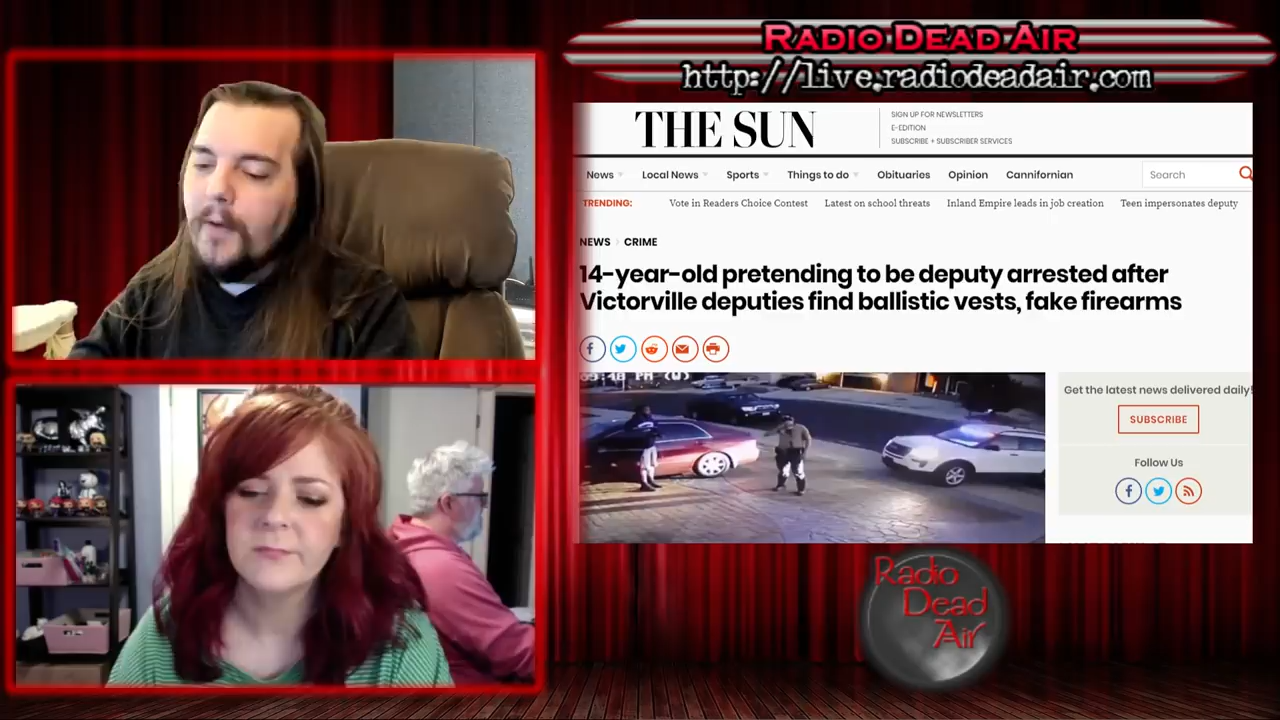 RADIO DEAD AIR
http://live.radiodeadair.com
THE SUN
SIGN UP FOR NEWSLETTERS
E-EDITION
SUBSCRIBE + SUBSCRIBER SERVICES
News
Local News
Sports
Things to do
Obituaries
Opinion
Cannifornian
Search
TRENDING:
Vote in Readers Choice Contest
Latest on school threats
Inland Empire leads in job creation
Teen impersonates deputy
NEWS
CRIME
14-year-old pretending to be deputy arrested after
Victorville deputies find ballistic vests, fake firearms
Get the latest news delivered daily!
SUBSCRIBE
Follow Us
Radio
Dead
Air